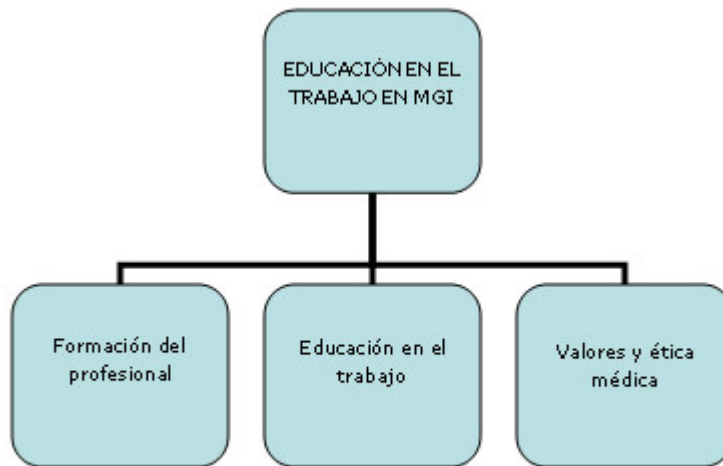 EDUCACIÓN EN EL
TRABAJO EN MGI
Formación del
profesional
Educación en el
trabajo
Valores y ética
médica